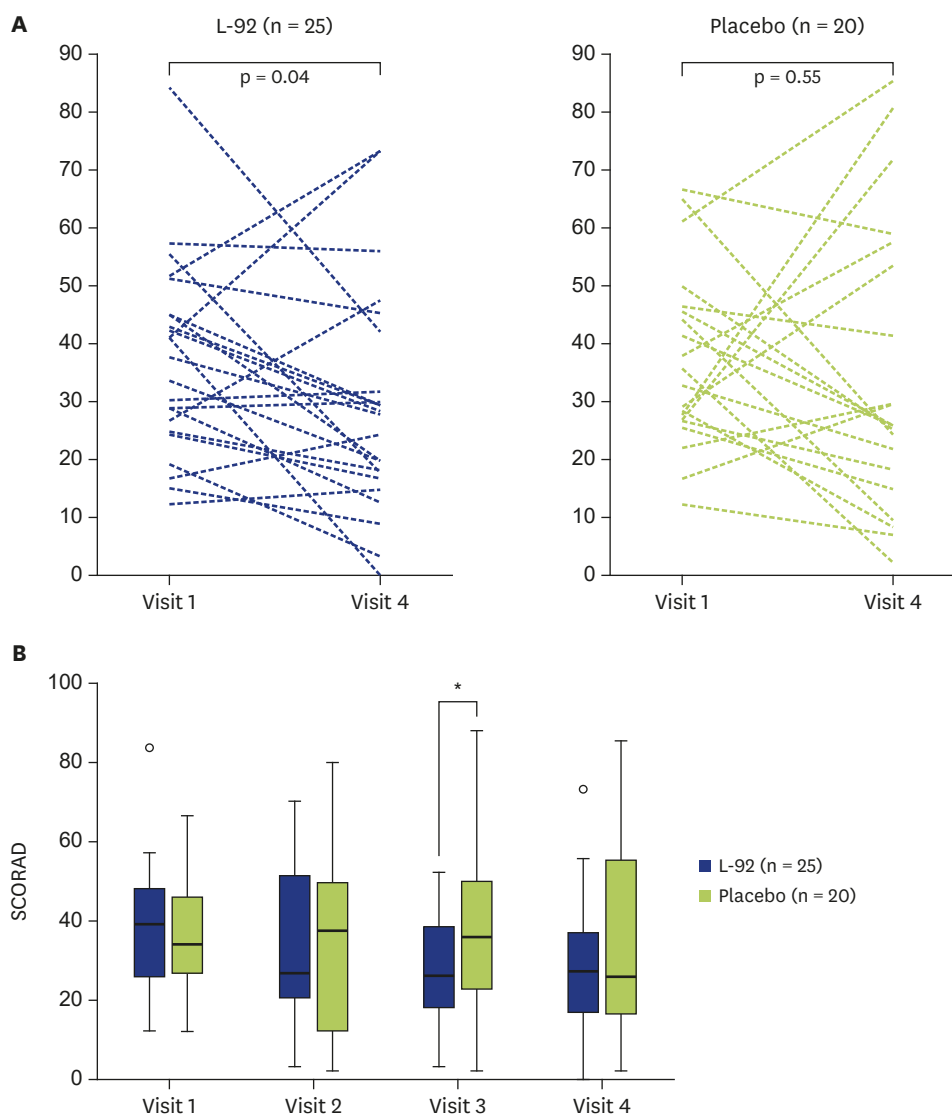 A
L-92 (n = 25)
p = 0.04
90
80
70
60
50
40
30
20
10
0
Visit 1 Visit 4
Placebo (n = 20)
p = 0.55
90
80
70
60
50
40
30
20
10
0
Visit 1 Visit 4
B
SCORAD
100
80
60
40
20
0
*
Visit 1 Visit 2 Visit 3 Visit 4
L-92 (n = 25)
Placebo (n = 20)